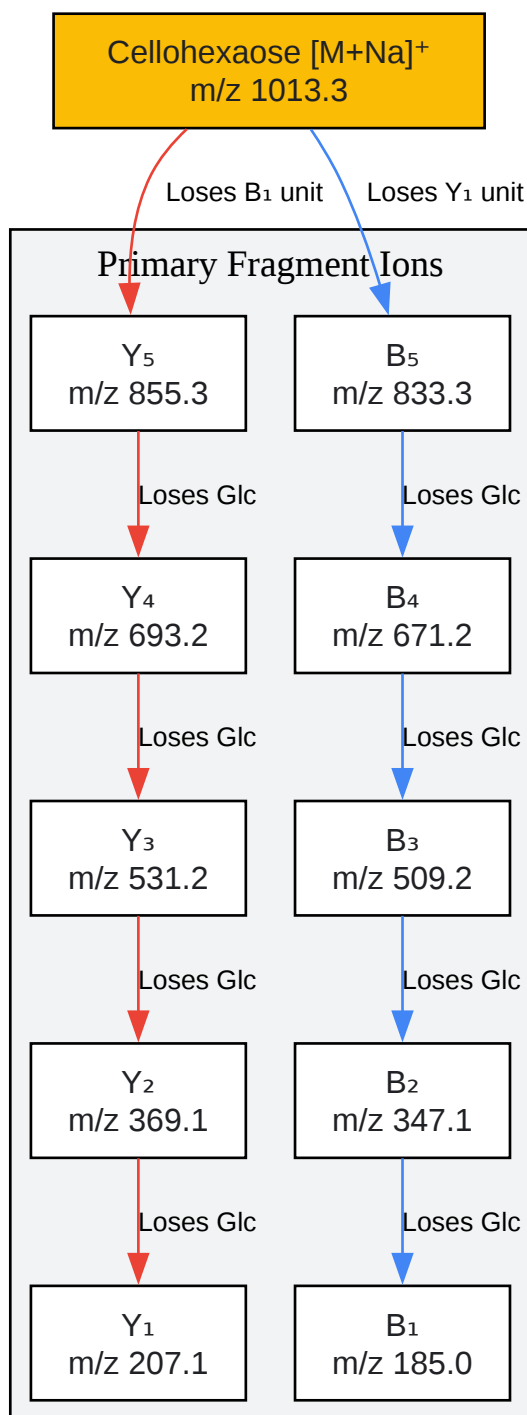 Cellohexaose [M+Na]⁺
m/z 1013.3
Loses B₁ unit
Loses Y₁ unit
Primary Fragment Ions
Y₅
m/z 855.3
B₅
m/z 833.3
Loses Glc
Loses Glc
Y₄
m/z 693.2
B₄
m/z 671.2
Loses Glc
Loses Glc
Y₃
m/z 531.2
B₃
m/z 509.2
Loses Glc
Loses Glc
Y₂
m/z 369.1
B₂
m/z 347.1
Loses Glc
Loses Glc
Y₁
m/z 207.1
B₁
m/z 185.0